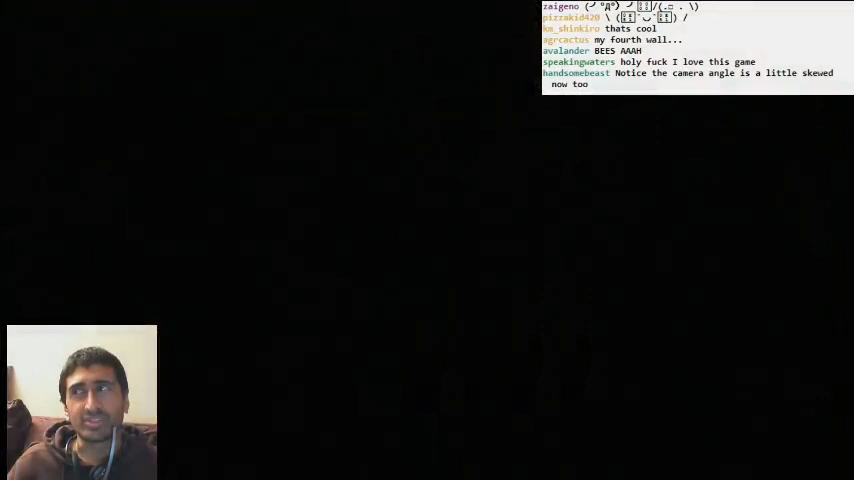 zaigeno (╯°Д°）╯ /(.□ . \)
pizzakid420 \ ( ˘◡˘ ) /
km_shinkiro thats cool
agrcactus my fourth wall...
avalander BEES AAAH
speakingwaters holy fuck I love this game
handsomebeast Notice the camera angle is a little skewed
now too